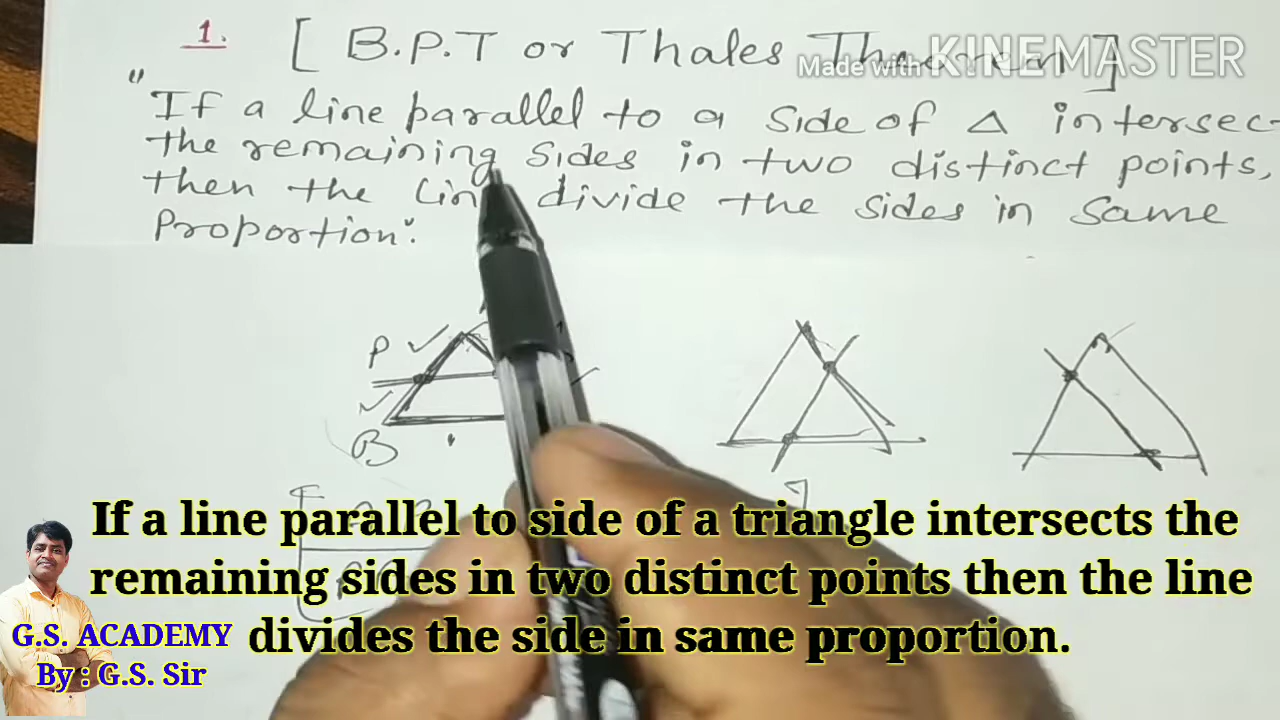 1. [ B.P.T or Thales Theorem ]
Made with KINEMASTER
"If a line parallel to a side of Δ intersect
the remaining sides in two distinct points,
then the line divide the sides in same
Proportion".
P
B
If a line parallel to side of a triangle intersects the
remaining sides in two distinct points then the line
divides the side in same proportion.
G.S. ACADEMY
By : G.S. Sir